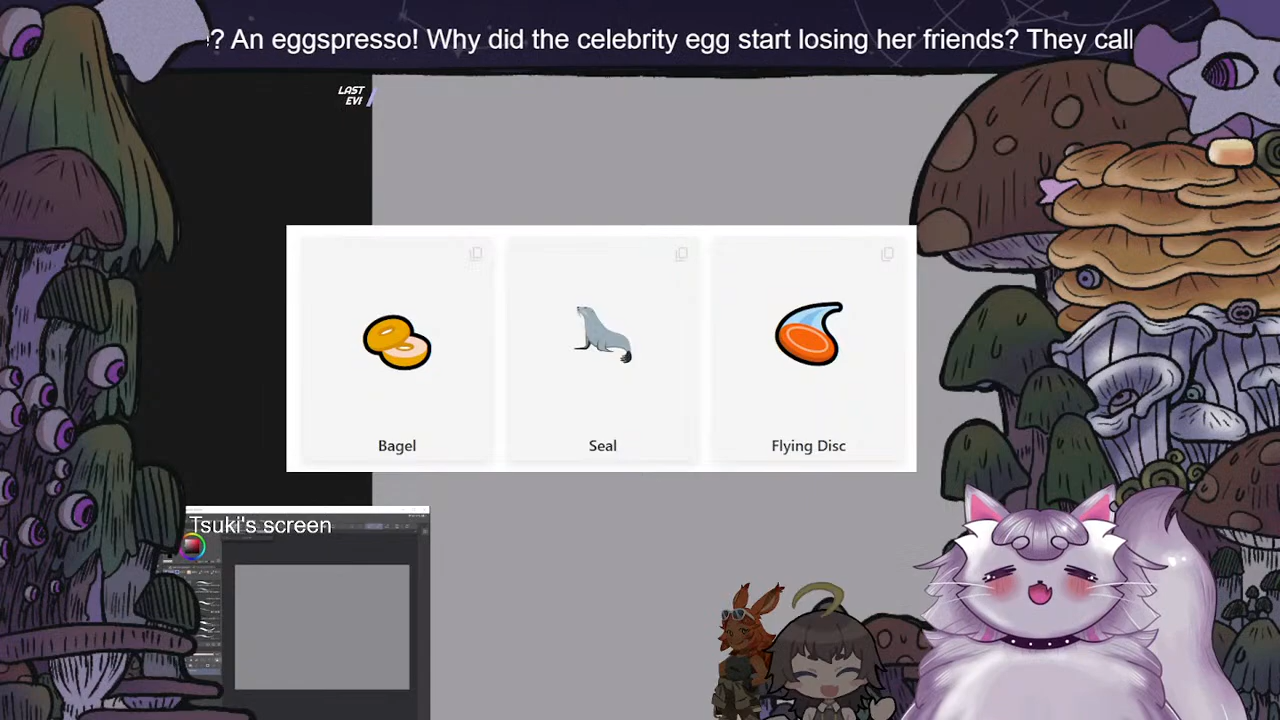 ? An eggspresso! Why did the celebrity egg start losing her friends? They call
LAST
EVI
Bagel
Seal
Flying Disc
Tsuki's screen